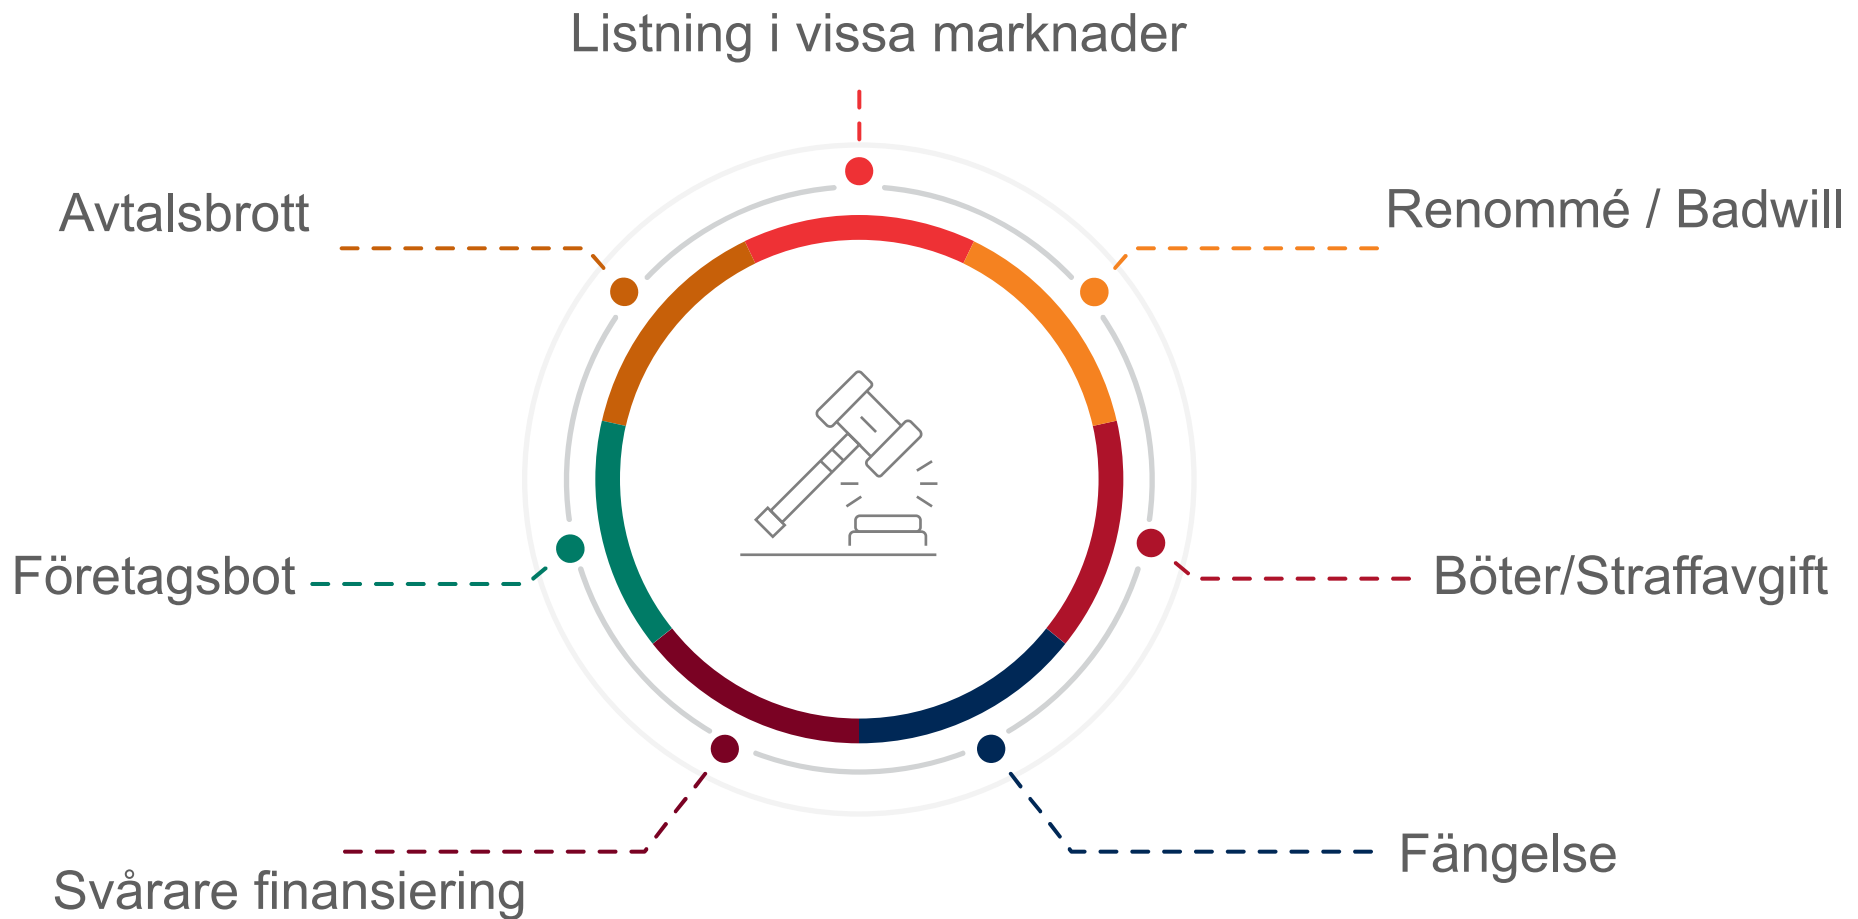 Listning i vissa marknader
Avtalsbrott
Renommé / Badwill
Företagsbot
Böter/Straffavgift
Svårare finansiering
Fängelse